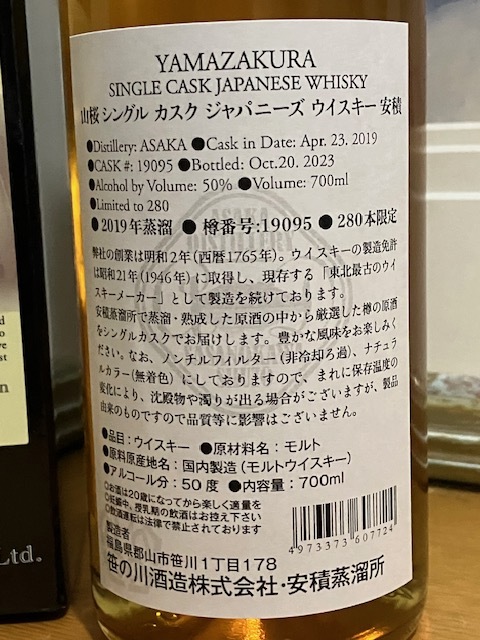 YAMAZAKURA
SINGLE CASK JAPANESE WHISKY
山桜 シングル カスク ジャパニーズ ウイスキー 安積
●Distillery: ASAKA ●Cask in Date: Apr. 23. 2019
●CASK #: 19095 ●Bottled: Oct.20. 2023
●Alcohol by Volume: 50% ●Volume: 700ml
●Limited to 280
●2019年蒸溜 ●樽番号:19095 ●280本限定
弊社の創業は明和2年(西暦1765年)。ウイスキーの製造免許
は昭和21年(1946年)に取得し、現存する「東北最古のウイ
スキーメーカー」として製造を続けております。
安積蒸溜所で蒸溜・熟成した原酒の中から厳選した樽の原酒
をシングルカスクでお届けします。豊かな風味をお楽しみく
ださい。なお、ノンチルフィルター(非冷却ろ過)、ナチュラ
ルカラー(無着色)にしておりますので、まれに保存温度の
変化により、沈殿物や濁りが出る場合がございますが、製品
由来のものですので品質等に影響はございません。
●品目:ウイスキー ●原材料名:モルト
●原料原産地名:国内製造(モルトウイスキー)
●アルコール分:50度 ●内容量:700ml
○お酒は20歳になってから楽しく適量を
○妊娠中、授乳期の飲酒はお控え下さい
○飲酒運転は法律で禁止されております
製造者
福島県郡山市笹川1丁目178
笹の川酒造株式会社・安積蒸溜所
4 973373 607724
Ltd.